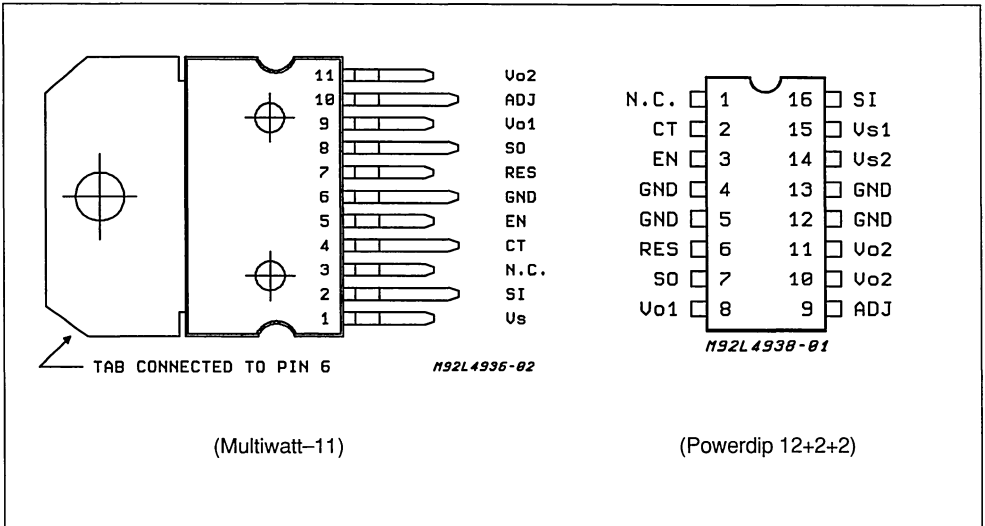 11 Vo2
10 ADJ
9 Vo1
8 SO
7 RES
6 GND
5 EN
4 CT
3 N.C.
2 SI
1 Vs
TAB CONNECTED TO PIN 6
M92L4936-02
(Multiwatt–11)
N.C. 1 16 SI
CT 2 15 Vs1
EN 3 14 Vs2
GND 4 13 GND
GND 5 12 GND
RES 6 11 Vo2
SO 7 10 Vo2
Vo1 8 9 ADJ
M92L4938-01
(Powerdip 12+2+2)